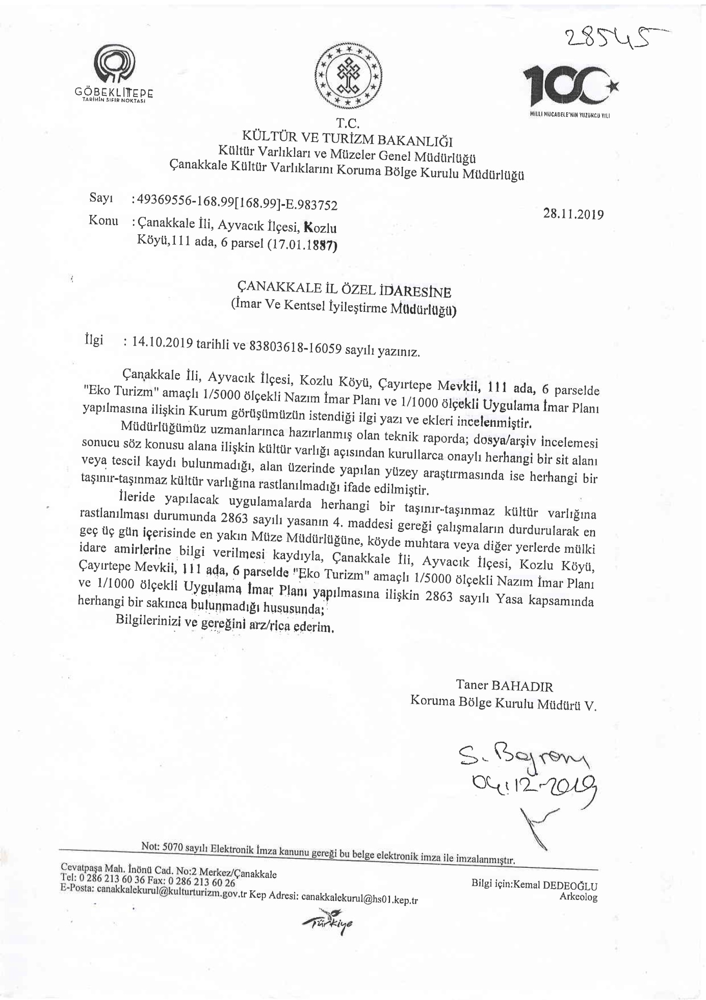 28545
GÖBEKLİTEPE
TARİHİN SIFIR NOKTASI
100
MİLLİ MÜCADELE'NİN YÜZÜNCÜ YILI
T.C.
KÜLTÜR VE TURİZM BAKANLIĞI
Kültür Varlıkları ve Müzeler Genel Müdürlüğü
Çanakkale Kültür Varlıklarını Koruma Bölge Kurulu Müdürlüğü
Sayı : 49369556-168.99[168.99]-E.983752
28.11.2019
Konu : Çanakkale İli, Ayvacık İlçesi, Kozlu
Köyü,111 ada, 6 parsel (17.01.1887)
ÇANAKKALE İL ÖZEL İDARESİNE
(İmar Ve Kentsel İyileştirme Müdürlüğü)
İlgi : 14.10.2019 tarihli ve 83803618-16059 sayılı yazınız.
Çanakkale İli, Ayvacık İlçesi, Kozlu Köyü, Çayırtepe Mevkii, 111 ada, 6 parselde
"Eko Turizm" amaçlı 1/5000 ölçekli Nazım İmar Planı ve 1/1000 ölçekli Uygulama İmar Planı
yapılmasına ilişkin Kurum görüşümüzün istendiği ilgi yazı ve ekleri incelenmiştir.
Müdürlüğümüz uzmanlarınca hazırlanmış olan teknik raporda; dosya/arşiv incelemesi
sonucu söz konusu alana ilişkin kültür varlığı açısından kurullarca onaylı herhangi bir sit alanı
veya tescil kaydı bulunmadığı, alan üzerinde yapılan yüzey araştırmasında ise herhangi bir
taşınır-taşınmaz kültür varlığına rastlanılmadığı ifade edilmiştir.
İleride yapılacak uygulamalarda herhangi bir taşınır-taşınmaz kültür varlığına
rastlanılması durumunda 2863 sayılı yasanın 4. maddesi gereği çalışmaların durdurularak en
geç üç gün içerisinde en yakın Müze Müdürlüğüne, köyde muhtara veya diğer yerlerde mülki
idare amirlerine bilgi verilmesi kaydıyla, Çanakkale İli, Ayvacık İlçesi, Kozlu Köyü,
Çayırtepe Mevkii, 111 ada, 6 parselde "Eko Turizm" amaçlı 1/5000 ölçekli Nazım İmar Planı
ve 1/1000 ölçekli Uygulama İmar Planı yapılmasına ilişkin 2863 sayılı Yasa kapsamında
herhangi bir sakınca bulunmadığı hususunda;
Bilgilerinizi ve gereğini arz/rica ederim.
Taner BAHADIR
Koruma Bölge Kurulu Müdürü V.
S. Bayram
04.12.2019
Not: 5070 sayılı Elektronik İmza kanunu gereği bu belge elektronik imza ile imzalanmıştır.
Cevatpaşa Mah. İnönü Cad. No:2 Merkez/Çanakkale
Tel: 0 286 213 60 36 Fax: 0 286 213 60 26
E-Posta: canakkalekurul@kulturturizm.gov.tr Kep Adresi: canakkalekurul@hs01.kep.tr
Bilgi için:Kemal DEDEOĞLU
Arkeolog
Türkiye